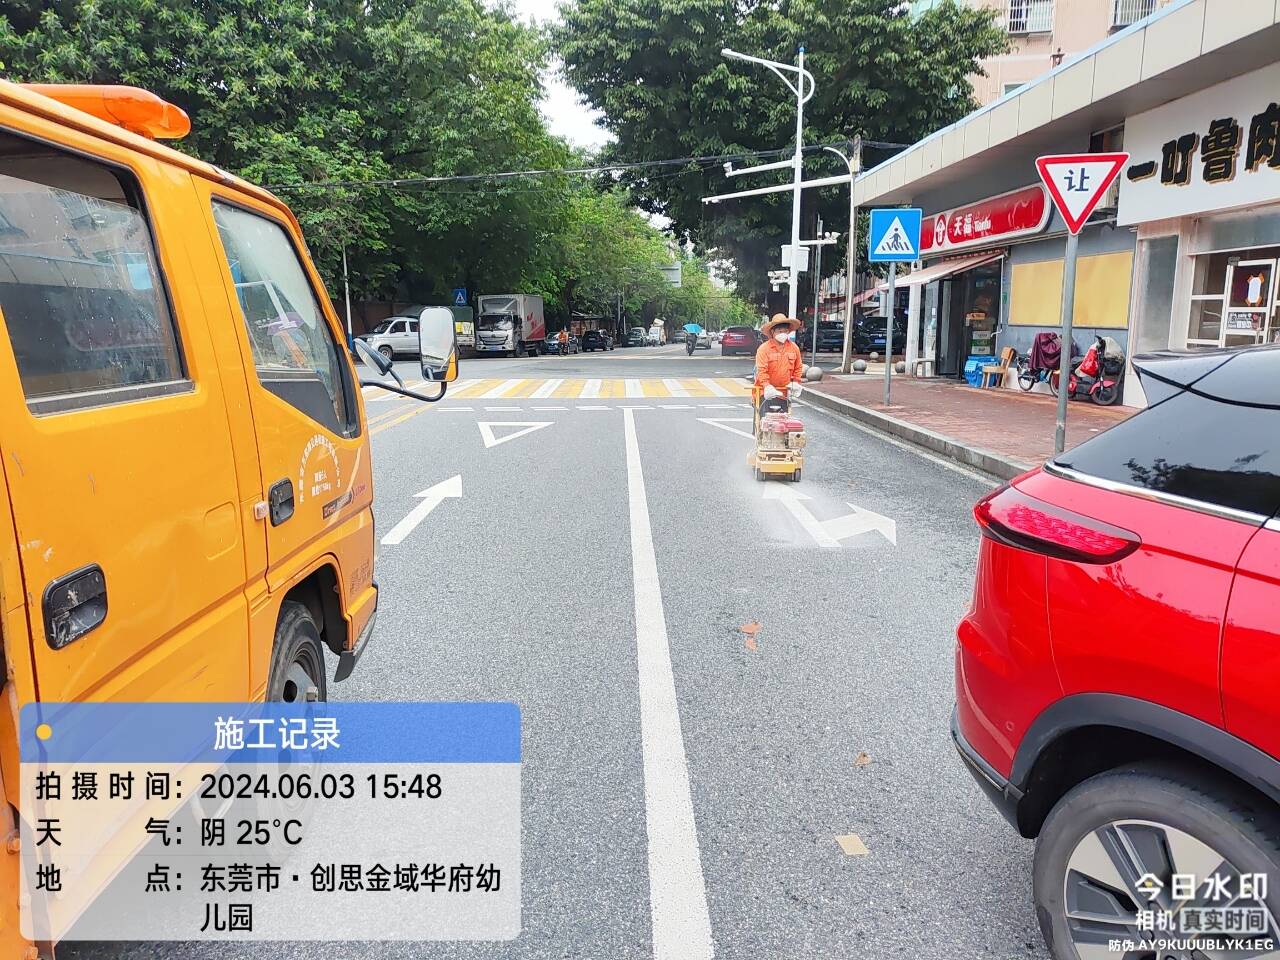 一叮鲁肉
让
天福 Tianfu
施工记录
拍摄时间：2024.06.03 15:48
天气：阴 25℃
地点：东莞市·创思金域华府幼
儿园
今日水印
相机 真实时间
防伪 AY9KUUUBLYK1EG